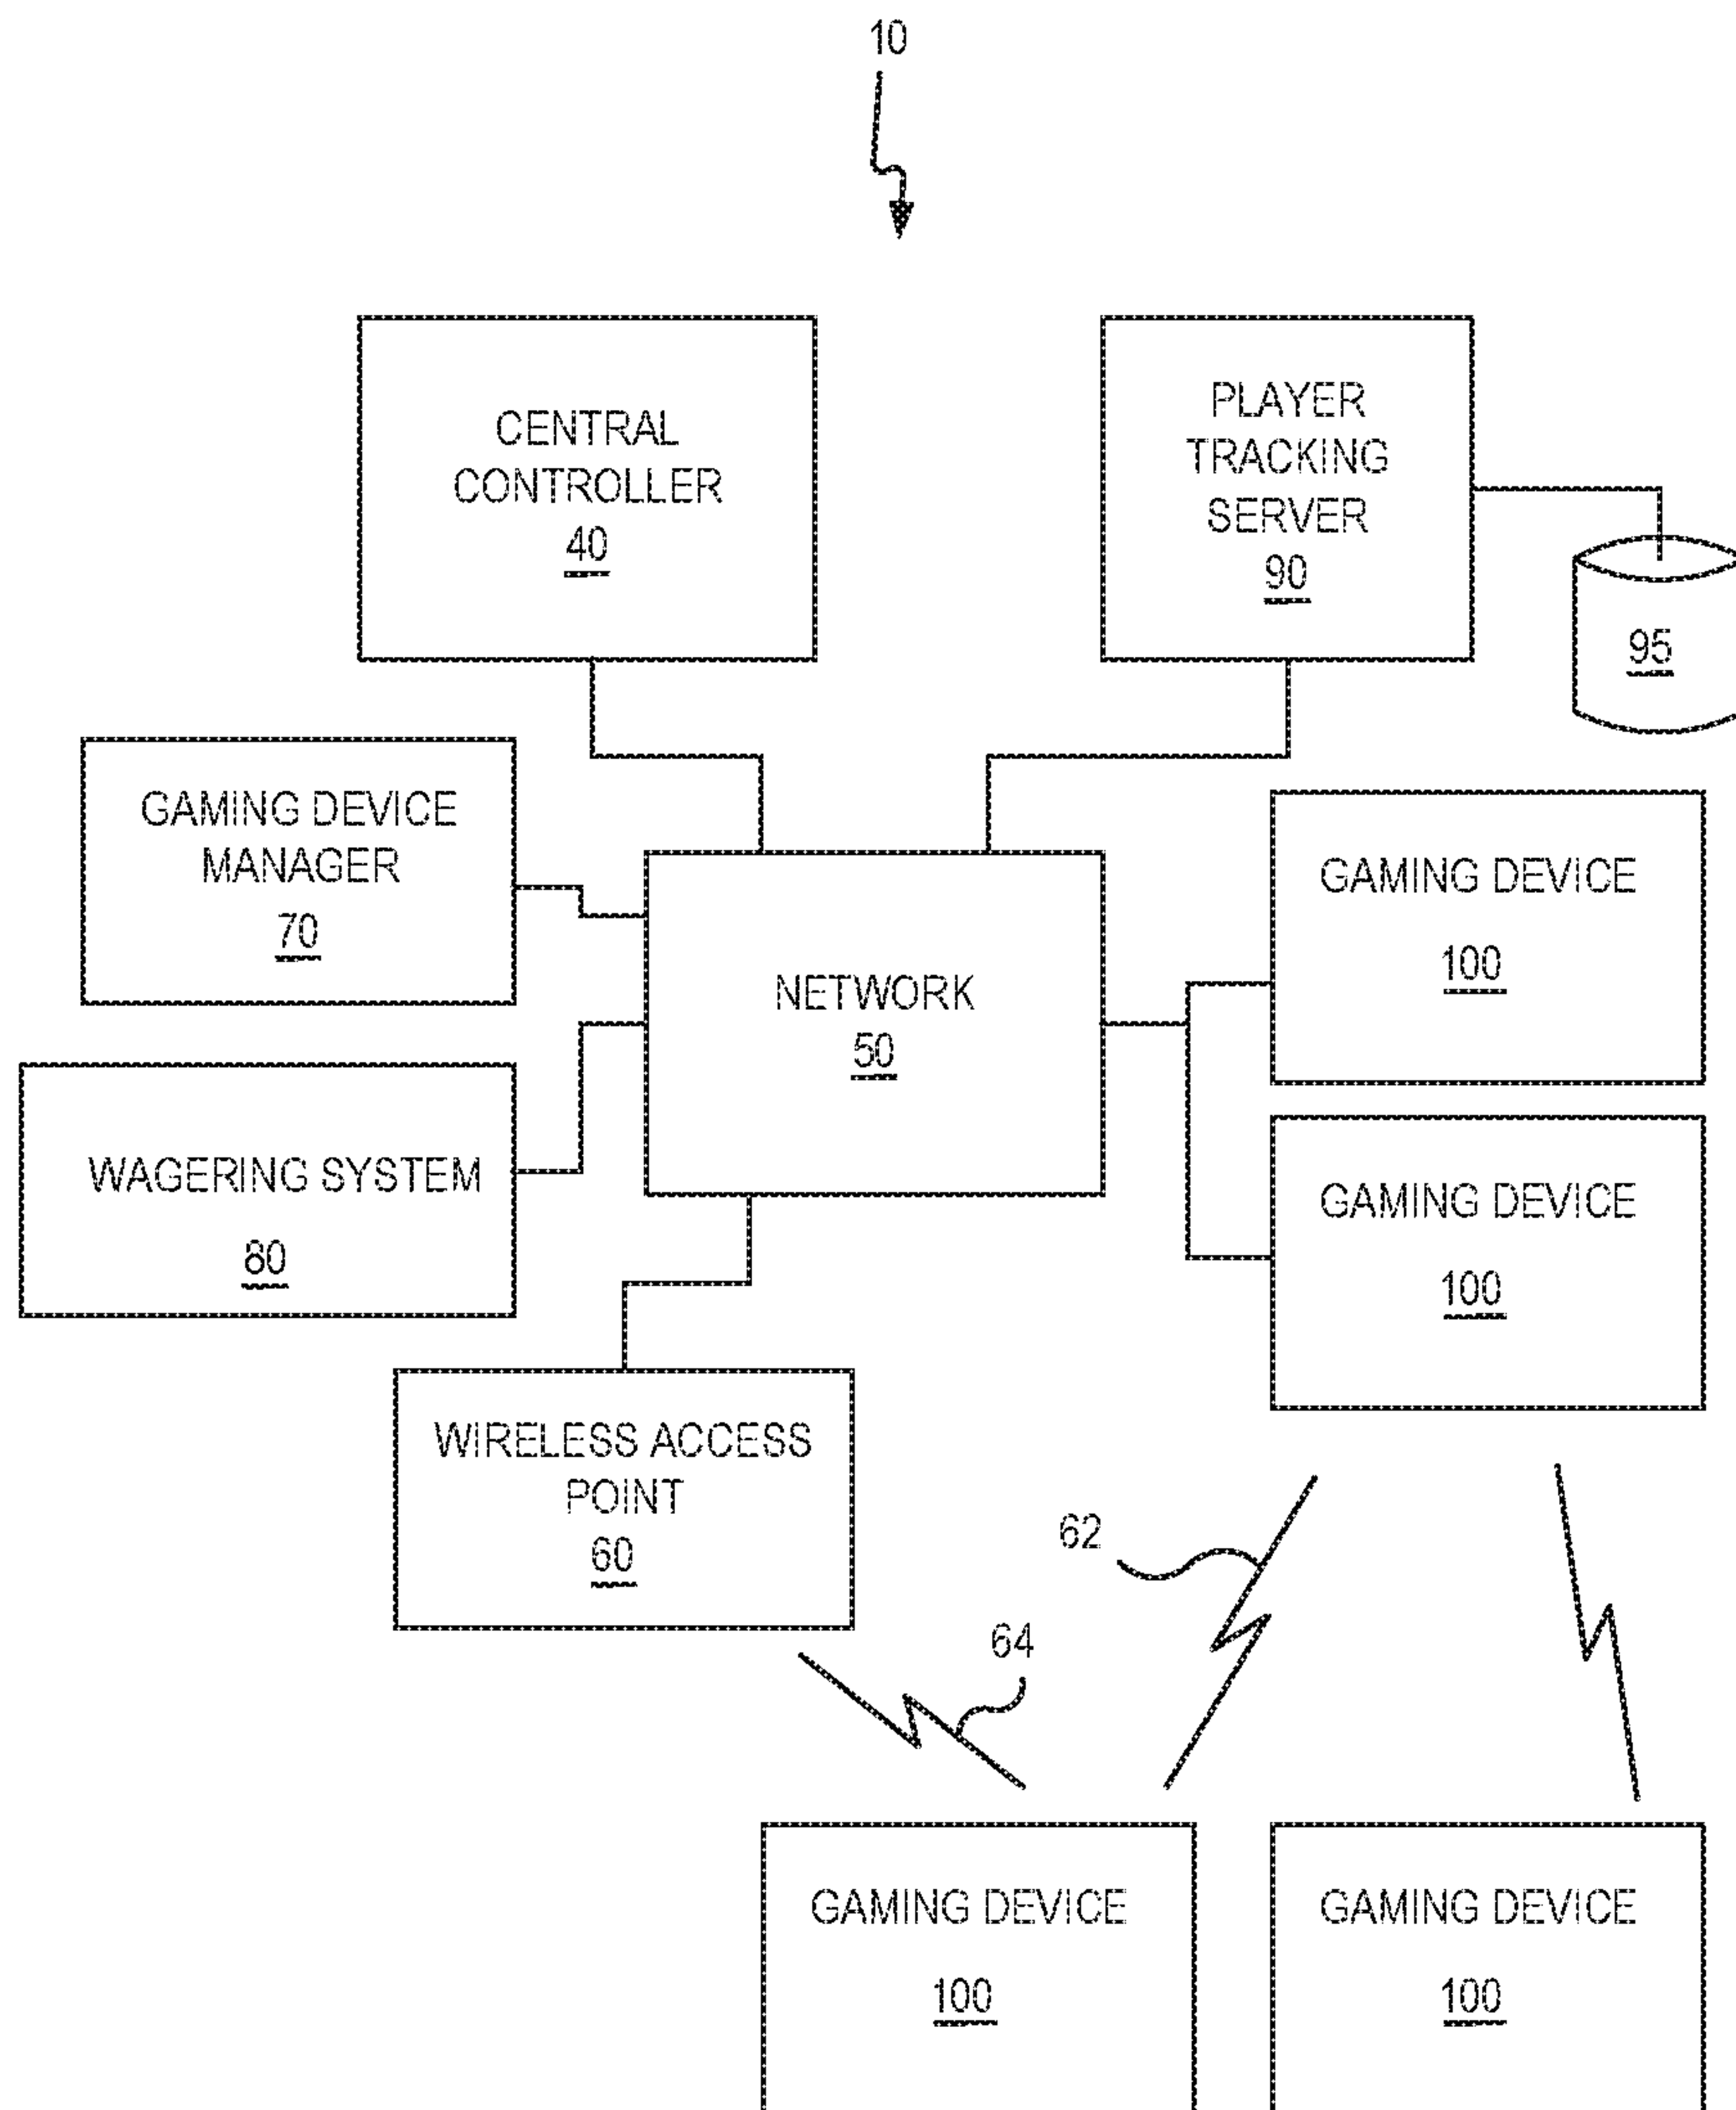 10
CENTRAL
CONTROLLER
40
PLAYER
TRACKING
SERVER
90
95
GAMING DEVICE
MANAGER
70
GAMING DEVICE
100
NETWORK
50
WAGERING SYSTEM
80
GAMING DEVICE
100
WIRELESS ACCESS
POINT
60
62
64
GAMING DEVICE
100
GAMING DEVICE
100